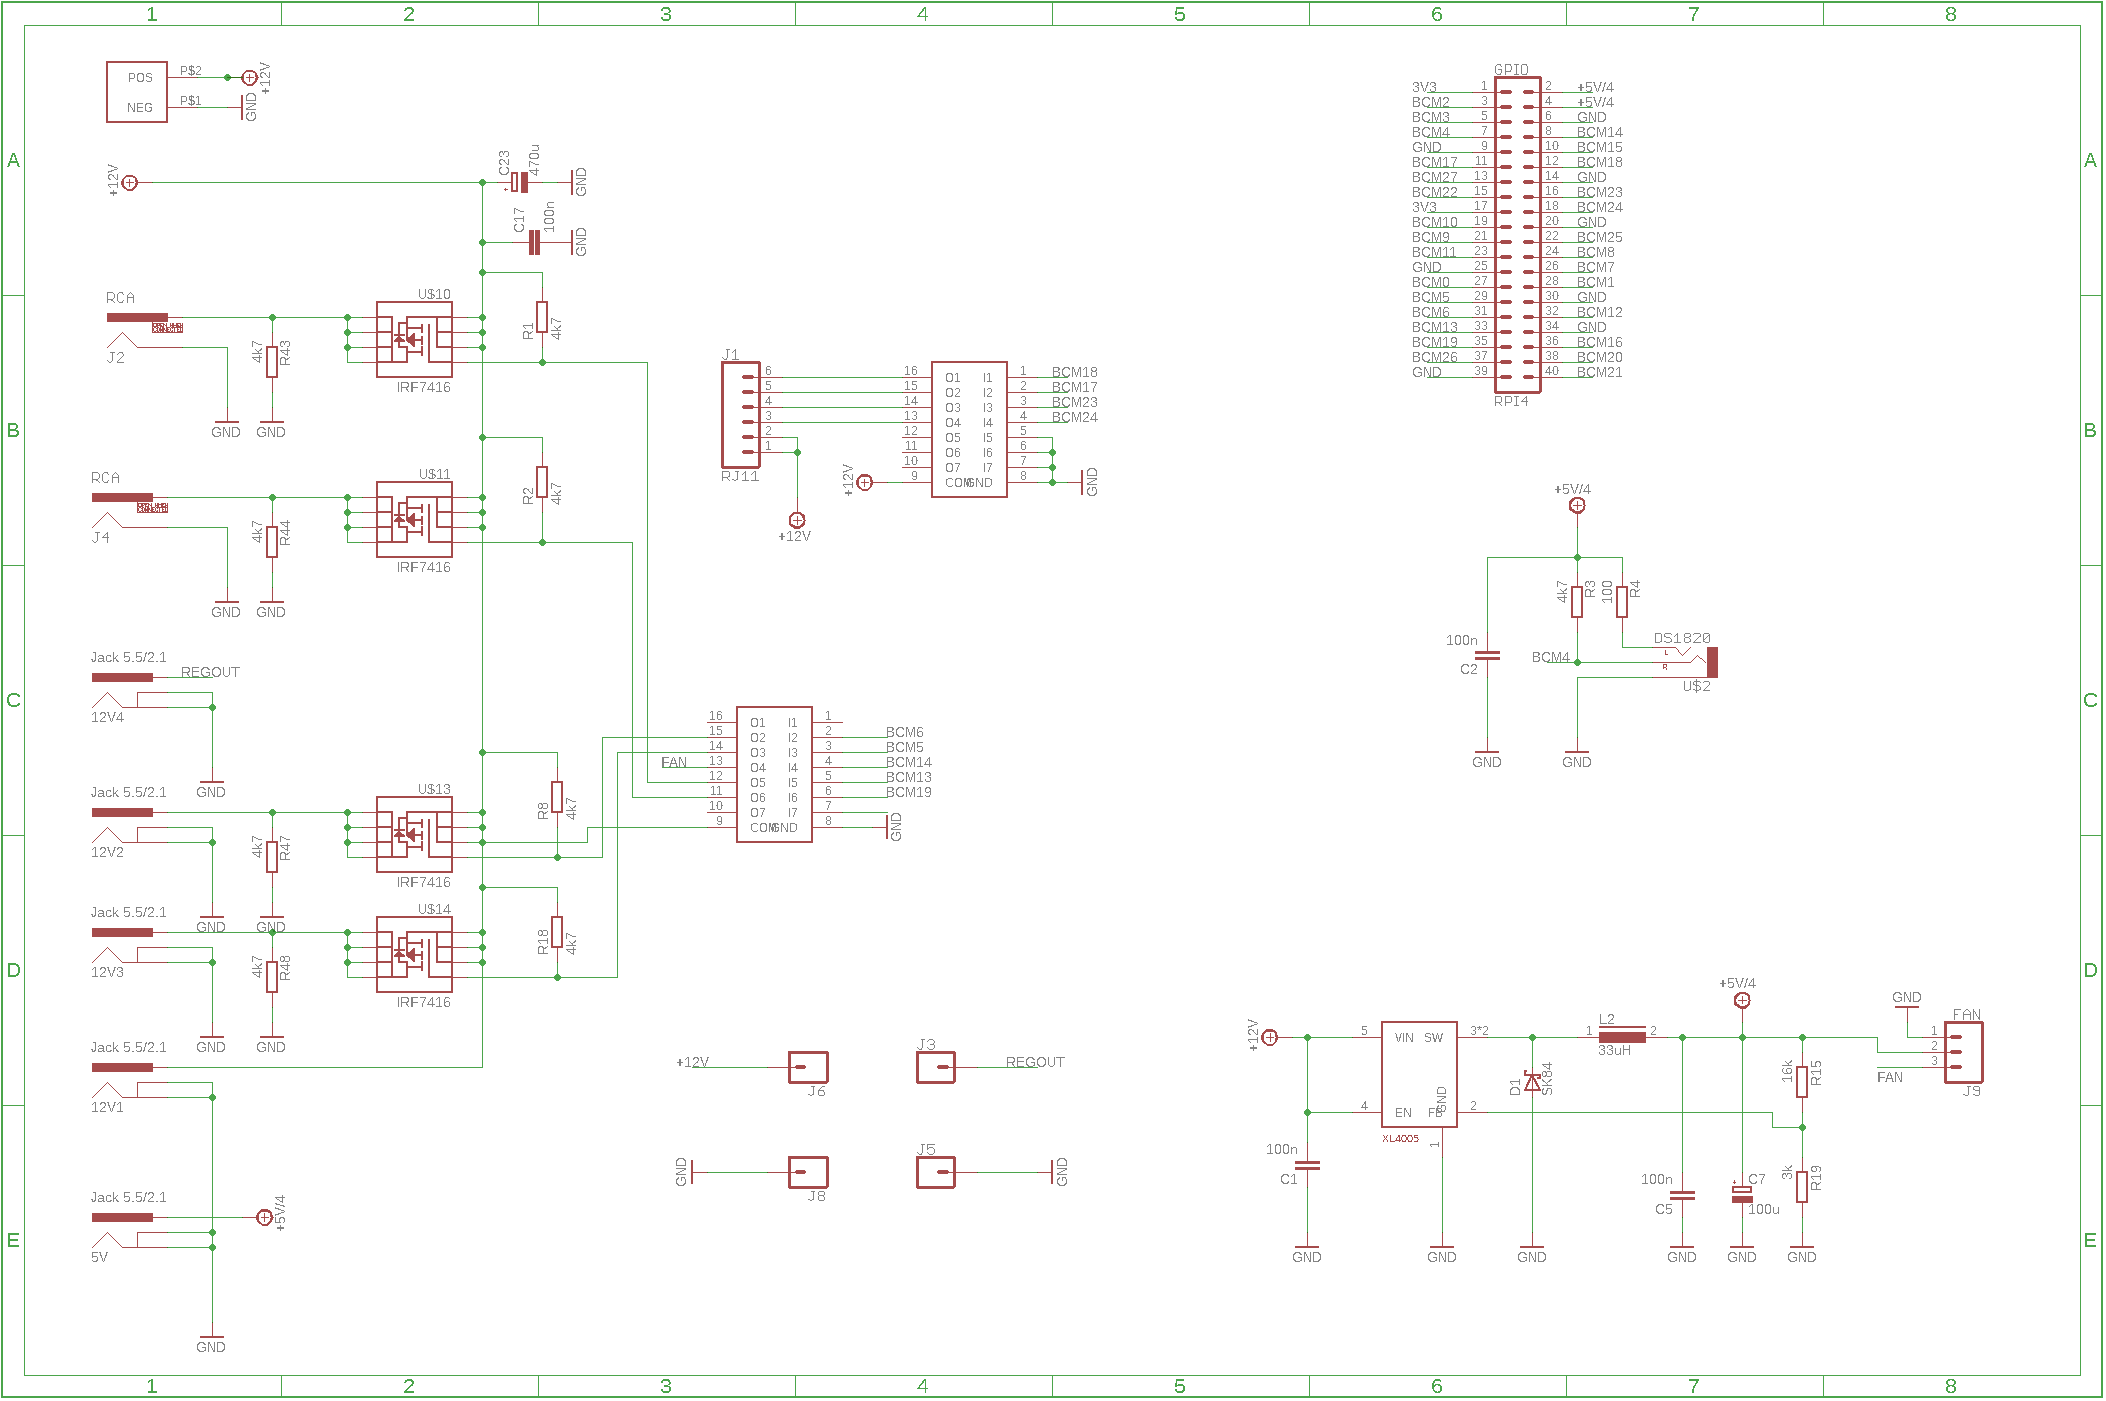 1 2 3 4 5 6 7 8
A A
B B
C C
D D
E E
POS P$2 +12V
NEG P$1 GND
+12V
C23 470u GND
C17 100n GND
RCA
J2
GND
4k7 R43
GND
U$10
IRF7416
R1 4k7
RCA
J4
GND
4k7 R44
GND
U$11
IRF7416
R2 4k7
Jack 5.5/2.1
REGOUT
12V4
GND
Jack 5.5/2.1
12V2
GND
4k7 R47
GND
U$13
IRF7416
R8 4k7
Jack 5.5/2.1
12V3
GND
4k7 R48
GND
U$14
IRF7416
R18 4k7
Jack 5.5/2.1
12V1
Jack 5.5/2.1
5V
+5V/4
GND
J1
6
5
4
3
2
1
RJ11
+12V
16 O1 I1 1 BCM18
15 O2 I2 2 BCM17
14 O3 I3 3 BCM23
13 O4 I4 4 BCM24
12 O5 I5 5
11 O6 I6 6
10 O7 I7 7
+12V 9 COM GND 8 GND
16 O1 I1 1
15 O2 I2 2 BCM6
14 O3 I3 3 BCM5
FAN 13 O4 I4 4 BCM14
12 O5 I5 5 BCM13
11 O6 I6 6 BCM19
10 O7 I7 7
9 COM GND 8 GND
+12V J6
J3 REGOUT
GND J8
J5 GND
GPIO
3V3 1 2 +5V/4
BCM2 3 4 +5V/4
BCM3 5 6 GND
BCM4 7 8 BCM14
GND 9 10 BCM15
BCM17 11 12 BCM18
BCM27 13 14 GND
BCM22 15 16 BCM23
3V3 17 18 BCM24
BCM10 19 20 GND
BCM9 21 22 BCM25
BCM11 23 24 BCM8
GND 25 26 BCM7
BCM0 27 28 BCM1
BCM5 29 30 GND
BCM6 31 32 BCM12
BCM13 33 34 GND
BCM19 35 36 BCM16
BCM26 37 38 BCM20
GND 39 40 BCM21
RPI4
+5V/4
4k7 R3
100 R4
100n
C2
BCM4
DS1820
L
R
U$2
GND GND
+12V
5 VIN SW 3*2
4 EN FB 2
GND
1
XL4005
100n
C1
GND
GND
D1 SK84
GND
1 L2 2
33uH
+5V/4
100n
C5
GND
C7
100u
GND
16k R15
3k R19
GND
GND
FAN
1
2
3
FAN
J9
1 2 3 4 5 6 7 8